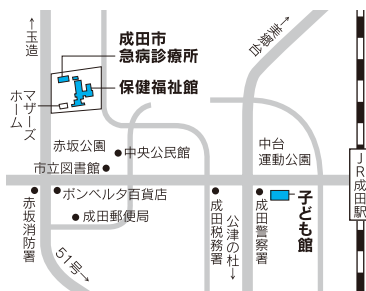 ←玉造
成田市
急病診療所
保健福祉館
マザーズ
ホーム
←美郷台
赤坂公園
中央公民館
市立図書館
中台
運動公園
JR成田駅
ボンベルタ百貨店
成田郵便局
赤坂消防署
51号→
成田税務署
公津の杜→
成田警察署
子ども館